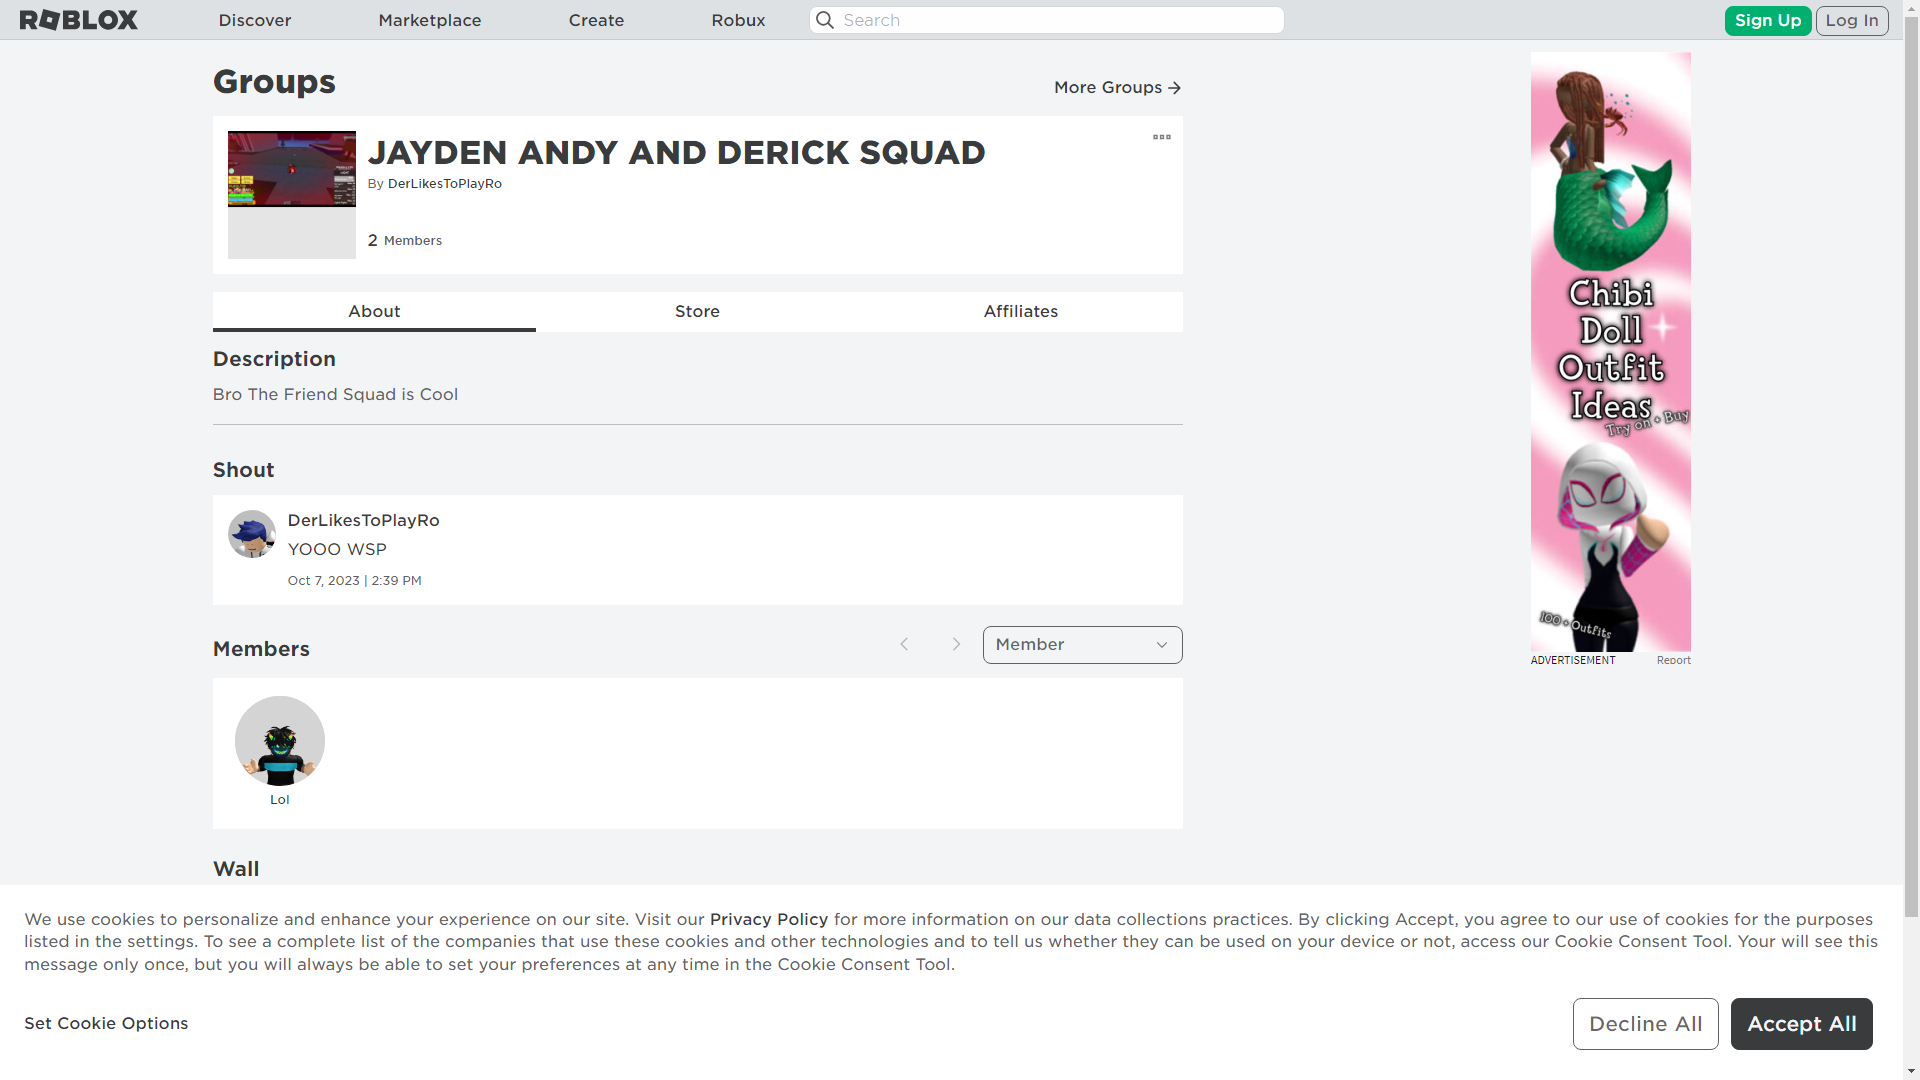 ROBLOX
Discover
Marketplace
Create
Robux
Search
Sign Up
Log In
Groups
More Groups
JAYDEN ANDY AND DERICK SQUAD
By DerLikesToPlayRo
2 Members
About
Store
Affiliates
Description
Bro The Friend Squad is Cool
Shout
DerLikesToPlayRo
YOOO WSP
Oct 7, 2023 | 2:39 PM
Members
Member
Lol
Wall
Chibi
Doll
Outfit
Ideas
Try on + Buy
100 + Outfits
ADVERTISEMENT
Report
We use cookies to personalize and enhance your experience on our site. Visit our Privacy Policy for more information on our data collections practices. By clicking Accept, you agree to our use of cookies for the purposes
listed in the settings. To see a complete list of the companies that use these cookies and other technologies and to tell us whether they can be used on your device or not, access our Cookie Consent Tool. Your will see this
message only once, but you will always be able to set your preferences at any time in the Cookie Consent Tool.
Set Cookie Options
Decline All
Accept All